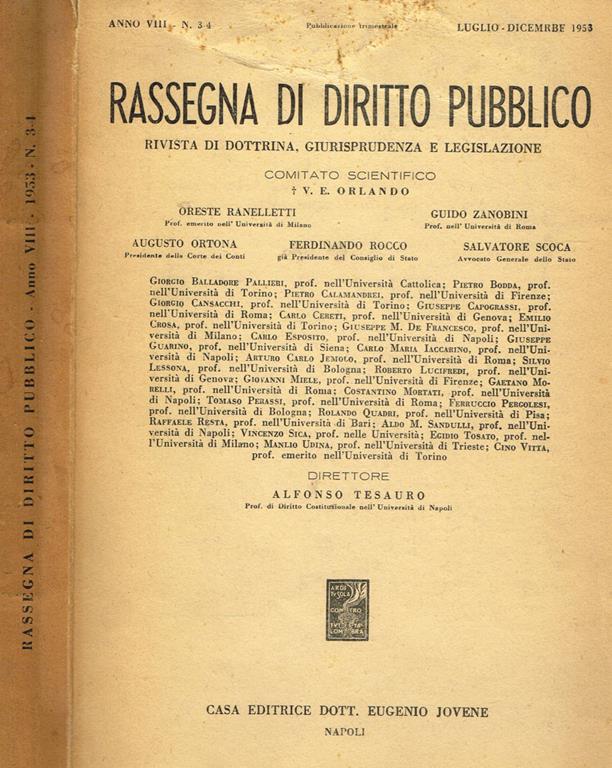 RASSEGNA DI DIRITTO PUBBLICO - Anno VIII - 1953 - N. 3-4
ANNO VIII - N. 3-4
Pubblicazione trimestrale
LUGLIO - DICEMRBE 1953
RASSEGNA DI DIRITTO PUBBLICO
RIVISTA DI DOTTRINA, GIURISPRUDENZA E LEGISLAZIONE
COMITATO SCIENTIFICO
† V. E. ORLANDO
ORESTE RANELLETTI
Prof. emerito nell'Università di Milano
GUIDO ZANOBINI
Prof. nell'Università di Roma
AUGUSTO ORTONA
Presidente della Corte dei Conti
FERDINANDO ROCCO
già Presidente del Consiglio di Stato
SALVATORE SCOCA
Avvocato Generale dello Stato
GIORGIO BALLADORE PALLIERI, prof. nell'Università Cattolica; PIETRO BODDA, prof.
nell'Università di Torino; PIETRO CALAMANDREI, prof. nell'Università di Firenze;
GIORGIO CANSACCHI, prof. nell'Università di Torino; GIUSEPPE CAPOGRASSI, prof.
nell'Università di Roma; CARLO CERETI, prof. nell'Università di Genova; EMILIO
CROSA, prof. nell'Università di Torino; GIUSEPPE M. DE FRANCESCO, prof. nell'Uni-
versità di Milano; CARLO ESPOSITO, prof. nell'Università di Napoli; GIUSEPPE
GUARINO, prof. nell'Università di Siena; CARLO MARIA IACCARINO, prof. nell'Università
di Napoli; ARTURO CARLO JEMOLO, prof. nell'Università di Roma; SILVIO
LESSONA, prof. nell'Università di Bologna; ROBERTO LUCIFREDI, prof. nell'Università
di Genova; GIOVANNI MIELE, prof. nell'Università di Firenze; GAETANO MO-
RELLI, prof. nell'Università di Roma; COSTANTINO MORTATI, prof. nell'Università
di Napoli; TOMASO PERASSI, prof. nell'Università di Roma; FERRUCCIO PERGOLESI,
prof. nell'Università di Bologna; ROLANDO QUADRI, prof. nell'Università di Pisa;
RAFFAELE RESTA, prof. nell'Università di Bari; ALDO M. SANDULLI, prof. nell'Uni-
versità di Napoli; VINCENZO SICA, prof. nelle Università; EGIDIO TOSATO, prof. nel-
l'Università di Milano; MANLIO UDINA, prof. nell'Università di Trieste; CINO VITTA,
prof. emerito nell'Università di Torino
DIRETTORE
ALFONSO TESAURO
Prof. di Diritto Costituzionale nell'Università di Napoli
CASA EDITRICE DOTT. EUGENIO JOVENE
NAPOLI